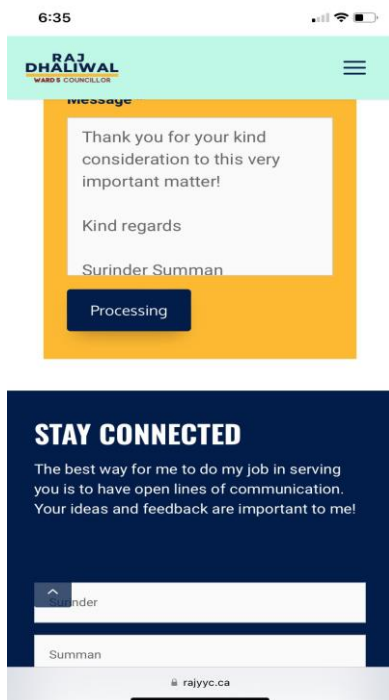 6:35
RAJ
DHALIWAL
WARD 5 COUNCILLOR
Message
Thank you for your kind
consideration to this very
important matter!
Kind regards
Surinder Summan
Processing
STAY CONNECTED
The best way for me to do my job in serving
you is to have open lines of communication.
Your ideas and feedback are important to me!
Surinder
Summan
rajyyc.ca